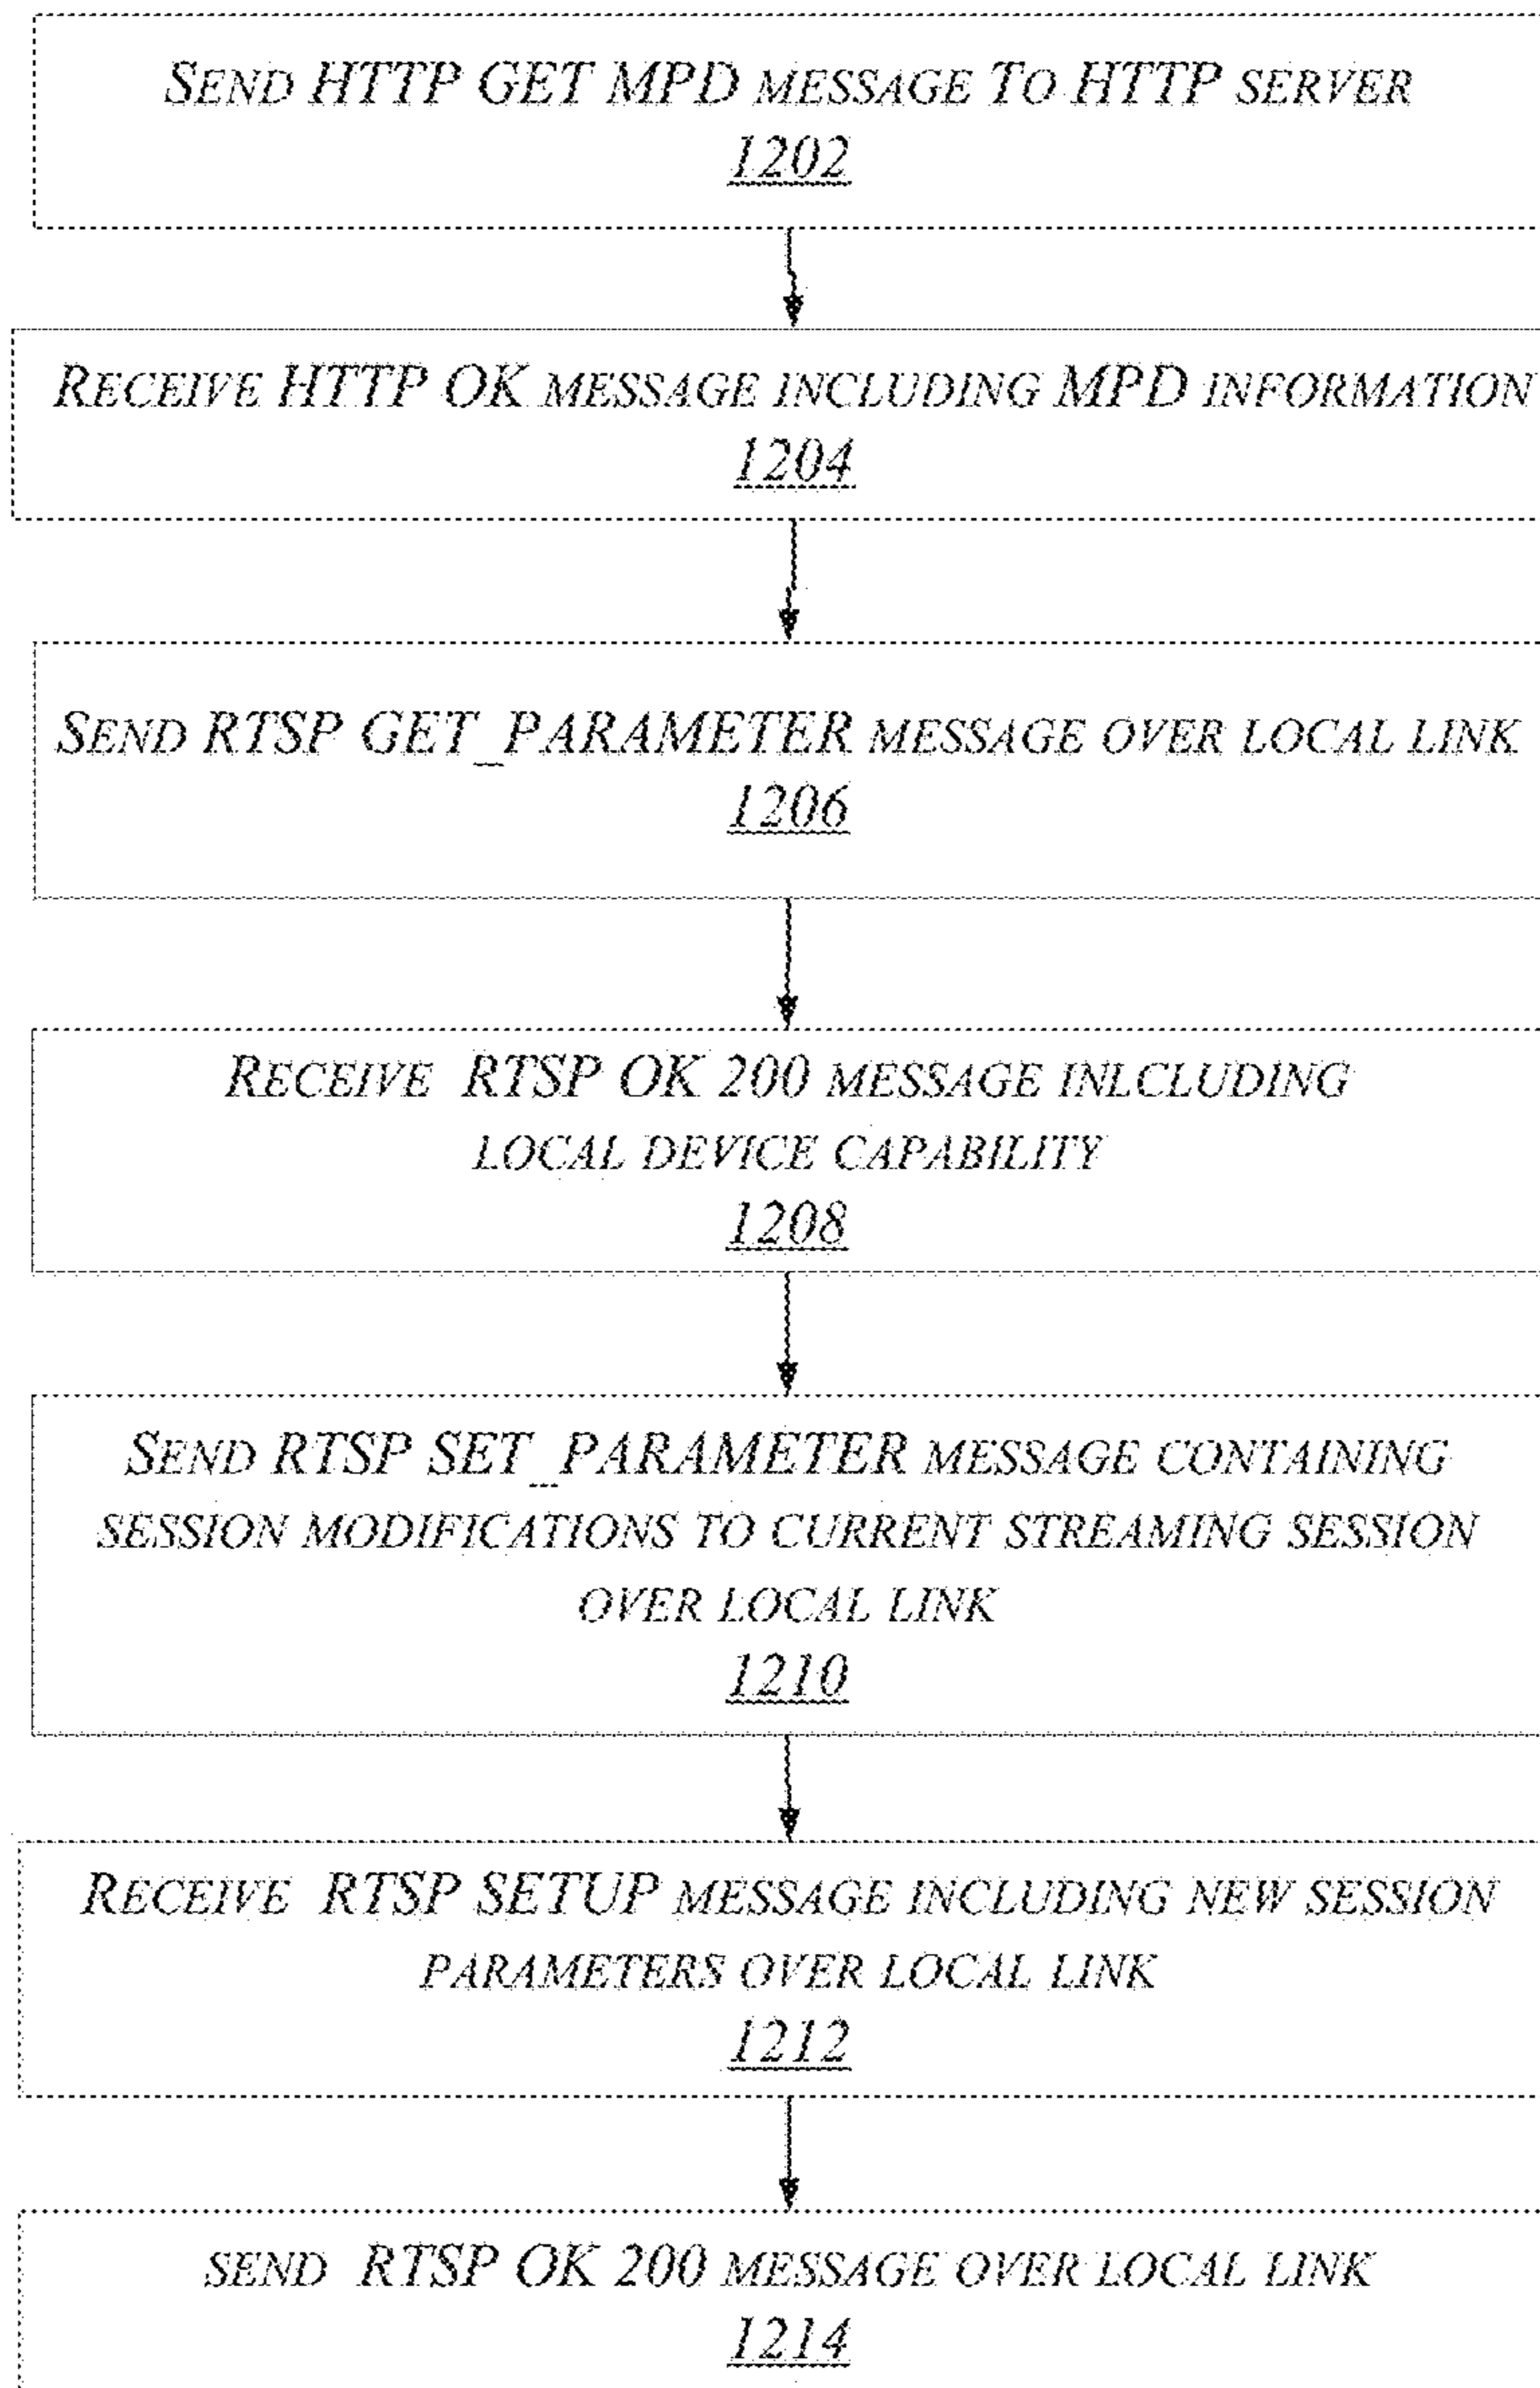 SEND HTTP GET MPD MESSAGE TO HTTP SERVER
1202
RECEIVE HTTP OK MESSAGE INCLUDING MPD INFORMATION
1204
SEND RTSP GET_PARAMETER MESSAGE OVER LOCAL LINK
1206
RECEIVE RTSP OK 200 MESSAGE INLCLUDING
LOCAL DEVICE CAPABILITY
1208
SEND RTSP SET_PARAMETER MESSAGE CONTAINING
SESSION MODIFICATIONS TO CURRENT STREAMING SESSION
OVER LOCAL LINK
1210
RECEIVE RTSP SETUP MESSAGE INCLUDING NEW SESSION
PARAMETERS OVER LOCAL LINK
1212
SEND RTSP OK 200 MESSAGE OVER LOCAL LINK
1214